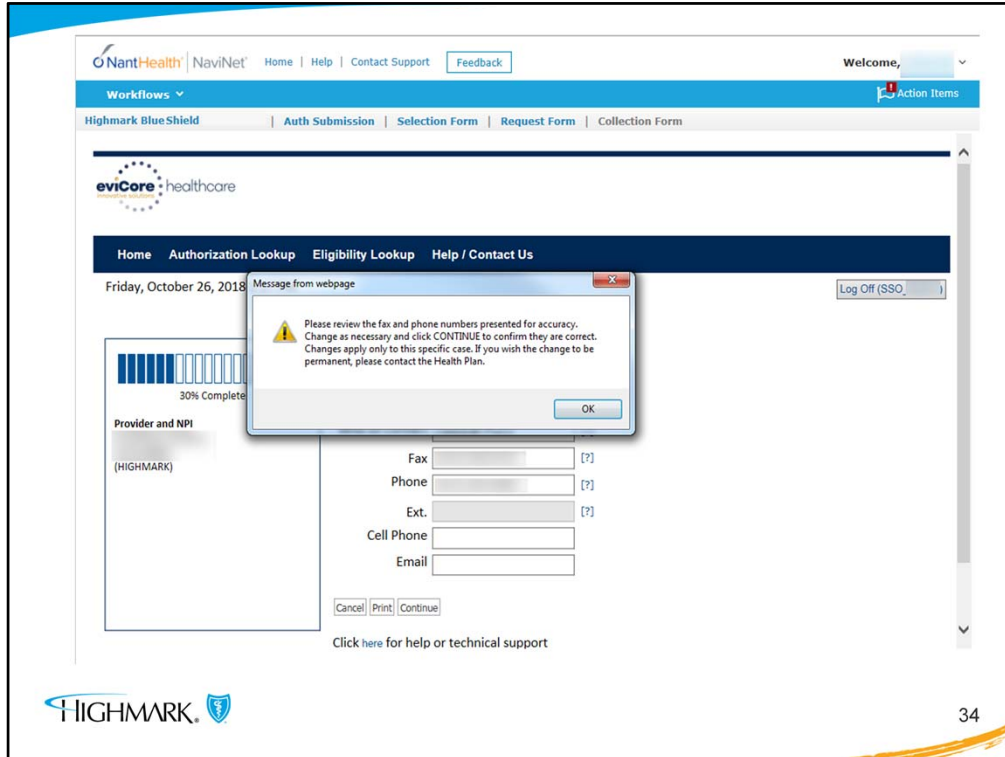 NantHealth® NaviNet® Home | Help | Contact Support Feedback Welcome,
Workflows Action Items
Highmark BlueShield | Auth Submission | Selection Form | Request Form | Collection Form
eviCore healthcare
innovative solutions
Home Authorization Lookup Eligibility Lookup Help / Contact Us
Friday, October 26, 2018
Log Off (SSO_ )
Message from webpage
Please review the fax and phone numbers presented for accuracy.
Change as necessary and click CONTINUE to confirm they are correct.
Changes apply only to this specific case. If you wish the change to be
permanent, please contact the Health Plan.
OK
30% Complete
Provider and NPI
(HIGHMARK)
Fax [?]
Phone [?]
Ext. [?]
Cell Phone
Email
Cancel Print Continue
Click here for help or technical support
HIGHMARK®
34